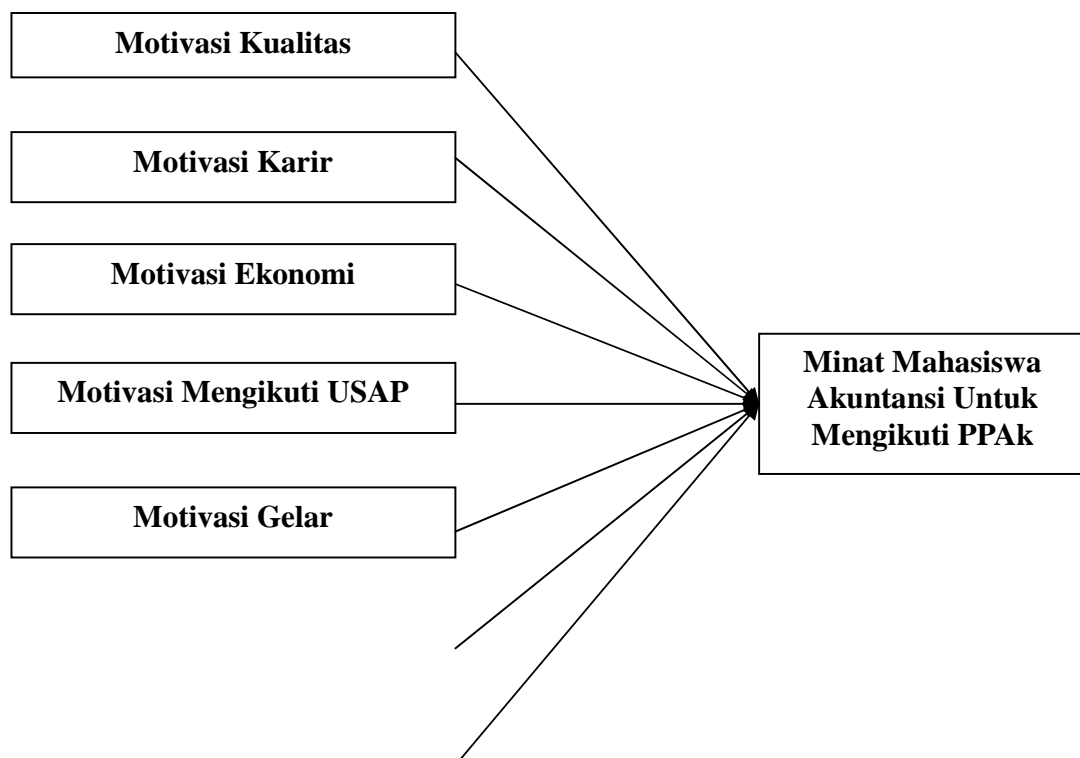 Motivasi Kualitas
Motivasi Karir
Motivasi Ekonomi
Motivasi Mengikuti USAP
Motivasi Gelar
Minat Mahasiswa
Akuntansi Untuk
Mengikuti PPAk